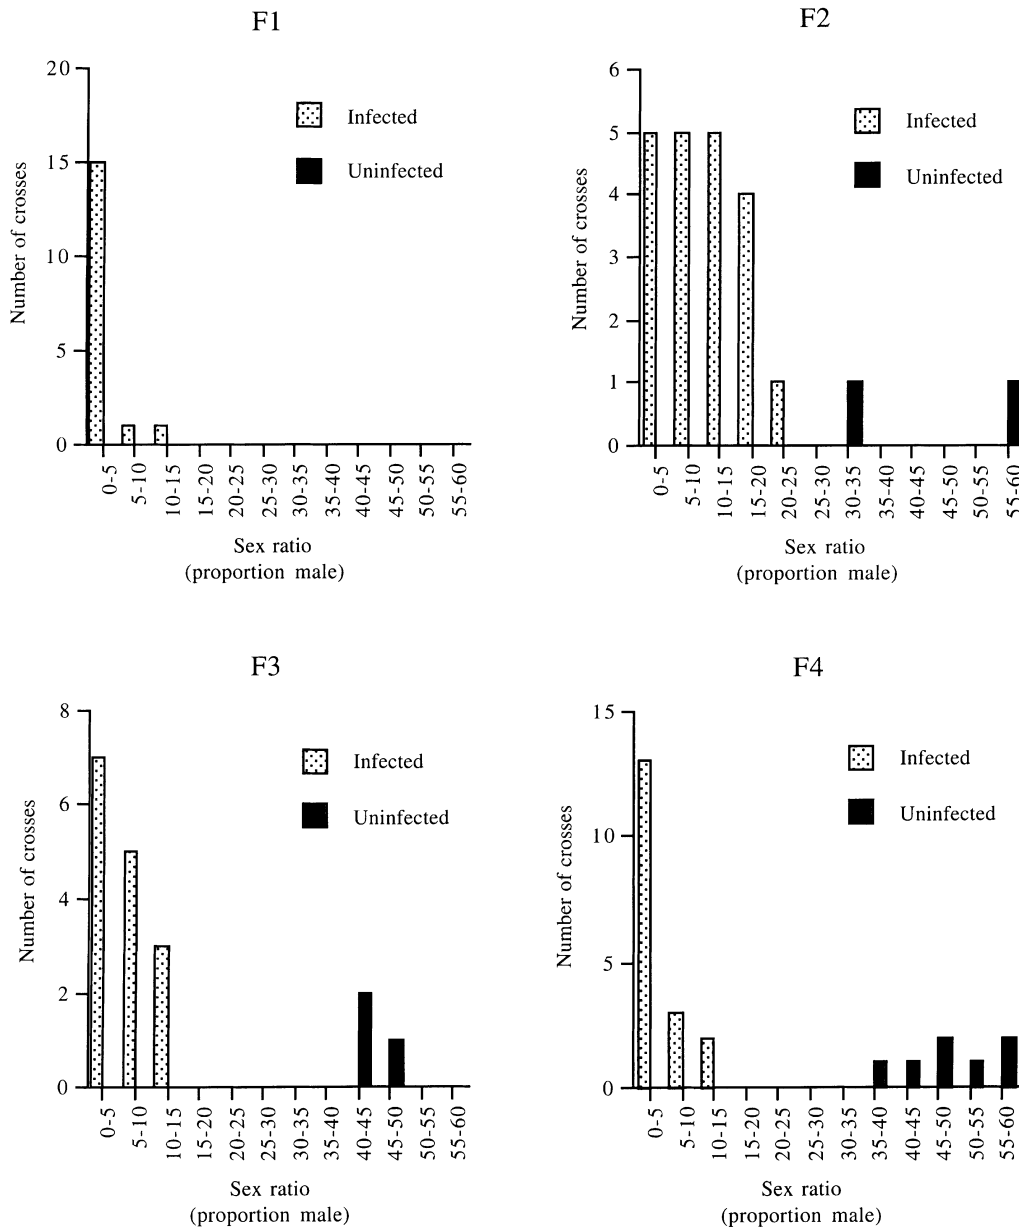 F1
20
15
10
5
0
Number of crosses
Infected
Uninfected
0-5
5-10
10-15
15-20
20-25
25-30
30-35
35-40
40-45
45-50
50-55
55-60
Sex ratio
(proportion male)
F2
6
5
4
3
2
1
0
Number of crosses
Infected
Uninfected
0-5
5-10
10-15
15-20
20-25
25-30
30-35
35-40
40-45
45-50
50-55
55-60
Sex ratio
(proportion male)
F3
8
6
4
2
0
Number of crosses
Infected
Uninfected
0-5
5-10
10-15
15-20
20-25
25-30
30-35
35-40
40-45
45-50
50-55
55-60
Sex ratio
(proportion male)
F4
15
10
5
0
Number of crosses
Infected
Uninfected
0-5
5-10
10-15
15-20
20-25
25-30
30-35
35-40
40-45
45-50
50-55
55-60
Sex ratio
(proportion male)